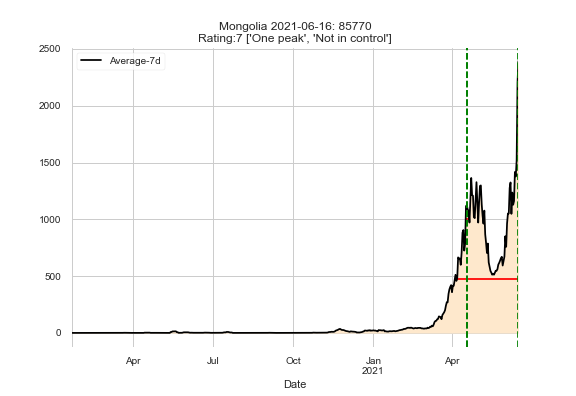 Mongolia 2021-06-16: 85770
Rating:7 ['One peak', 'Not in control']
Average-7d
2500
2000
1500
1000
500
0
Apr
Jul
Oct
Jan
2021
Apr
Date